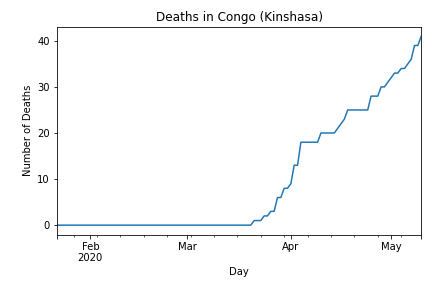 Deaths in Congo (Kinshasa)
40
30
20
10
0
Number of Deaths
Feb
2020
Mar
Apr
May
Day